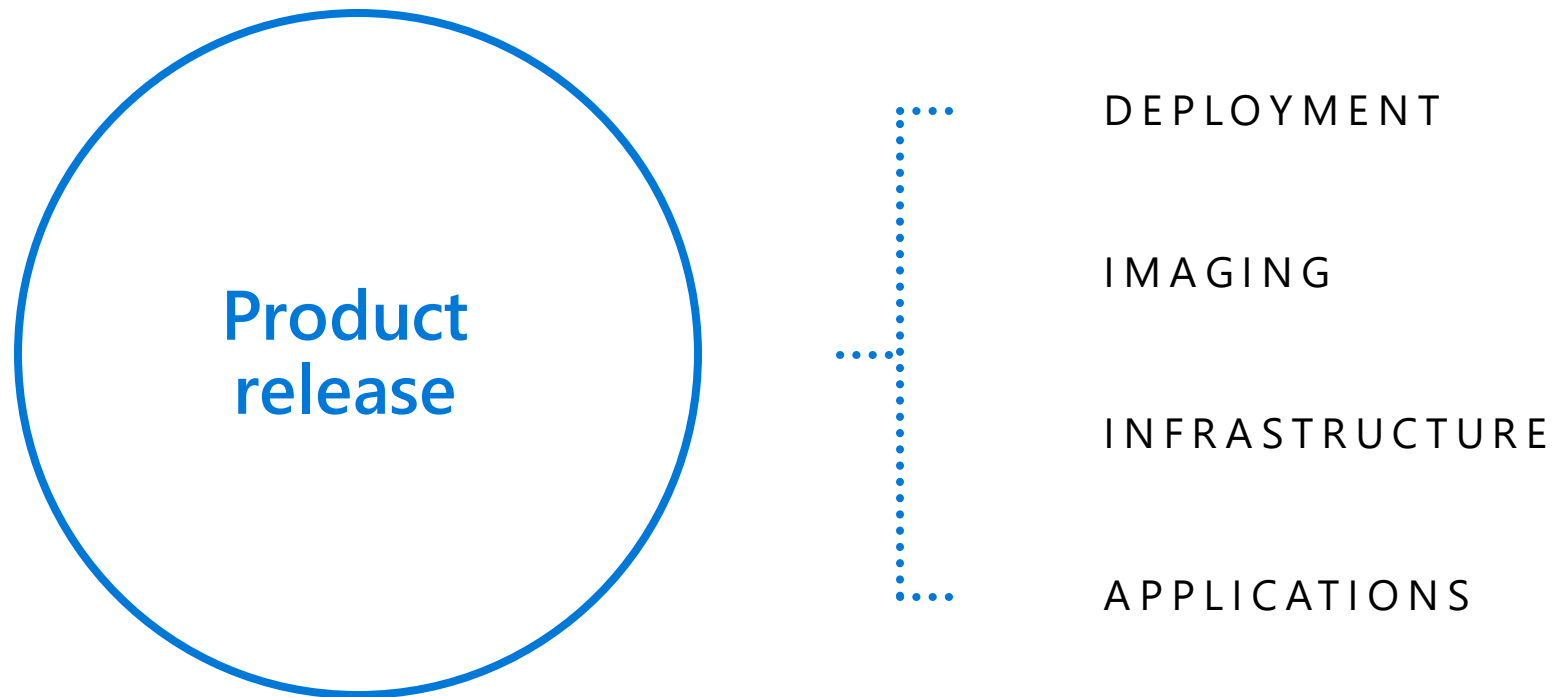 Product
release
DEPLOYMENT
IMAGING
INFRASTRUCTURE
APPLICATIONS